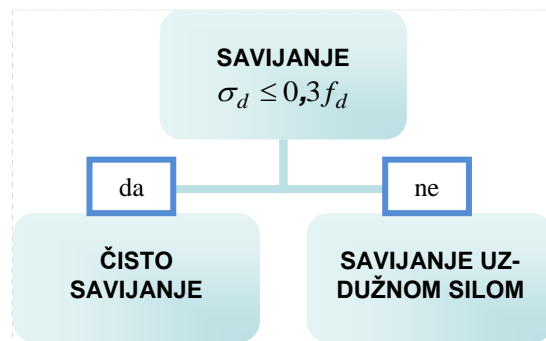 SAVIJANJE
σd ≤ 0,3fd
da
ne
ČISTO
SAVIJANJE
SAVIJANJE UZ-
DUŽNOM SILOM